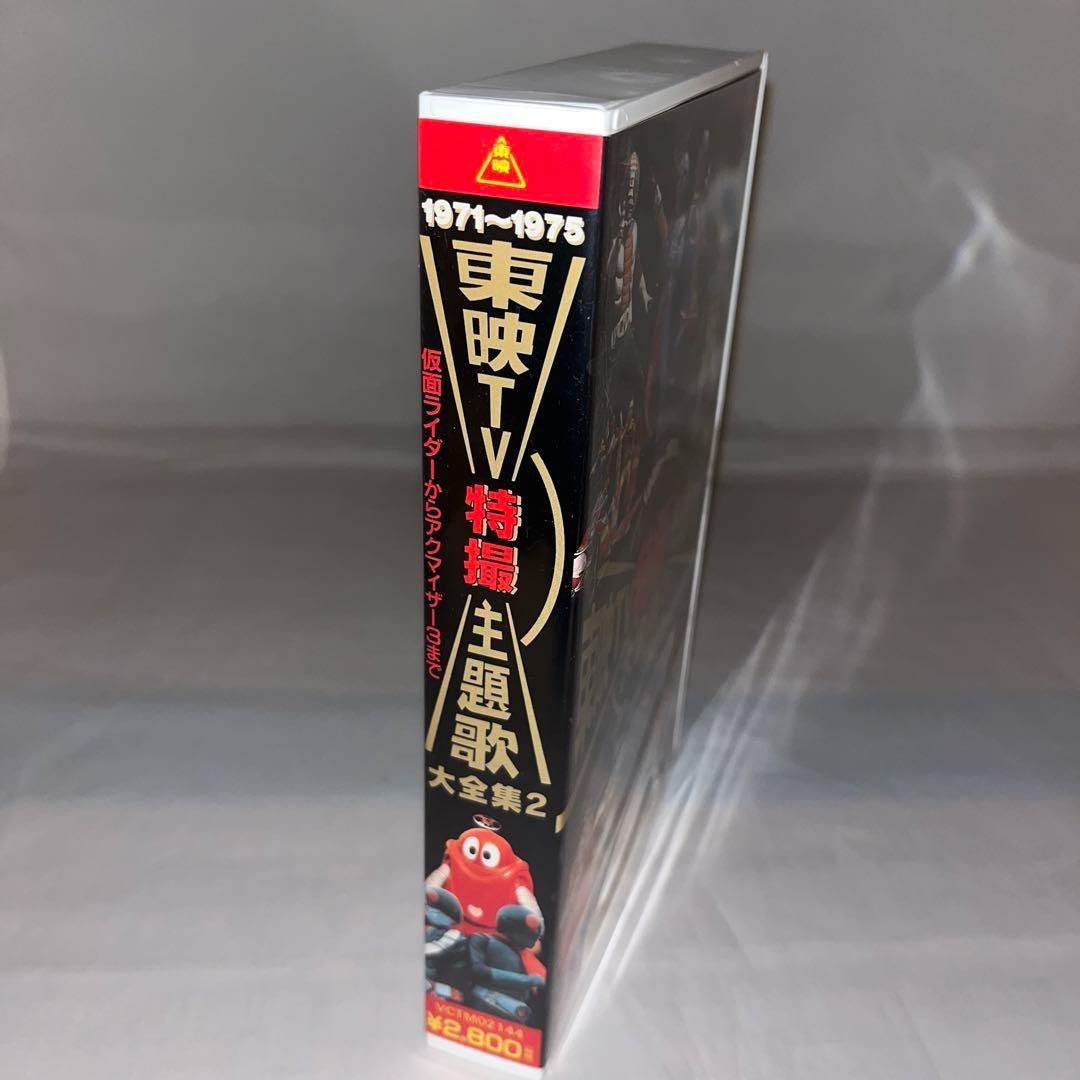 東映
1971～1975
東映TV
特撮
主題歌
大全集2
仮面ライダーからアクマイザー3まで
VCTM02144
¥2,800